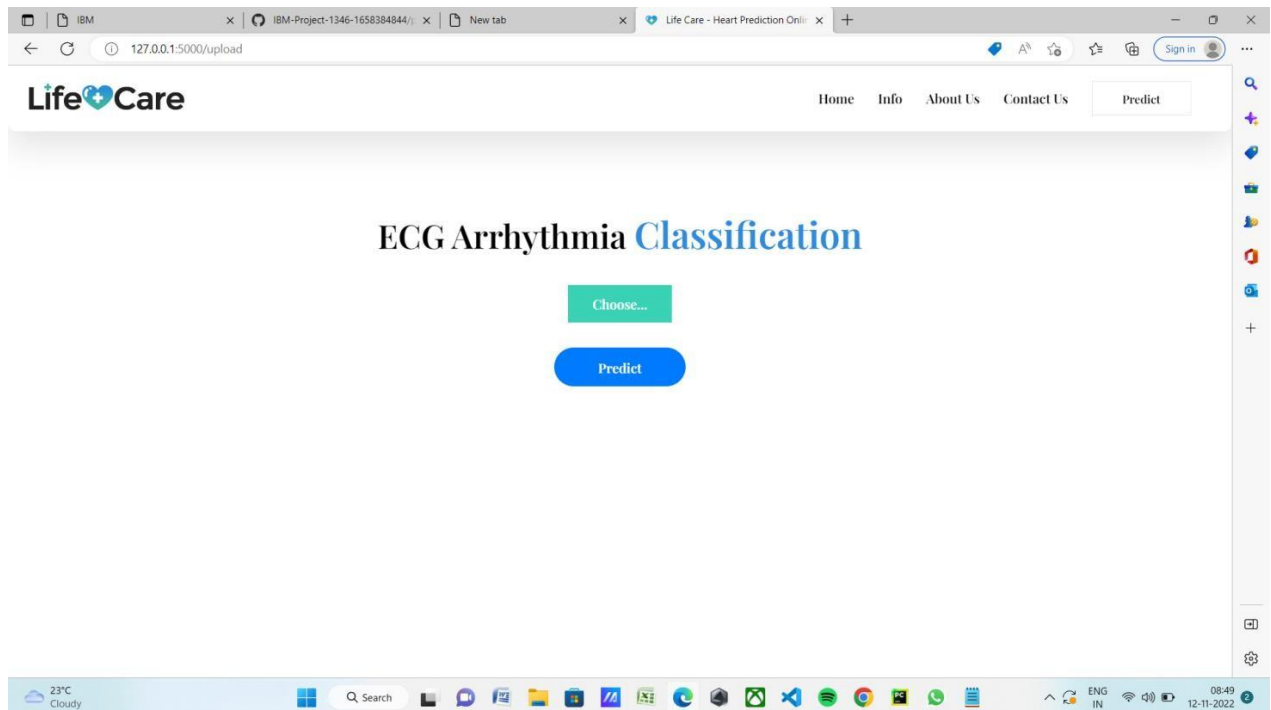 IBM
IBM-Project-1346-1658384844/
New tab
Life Care - Heart Prediction Onlin
127.0.0.1:5000/upload
Sign in
Life Care
Home Info About Us Contact Us Predict
ECG Arrhythmia Classification
Choose...
Predict
23°C
Cloudy
Search
ENG
IN
08:49
12-11-2022
2